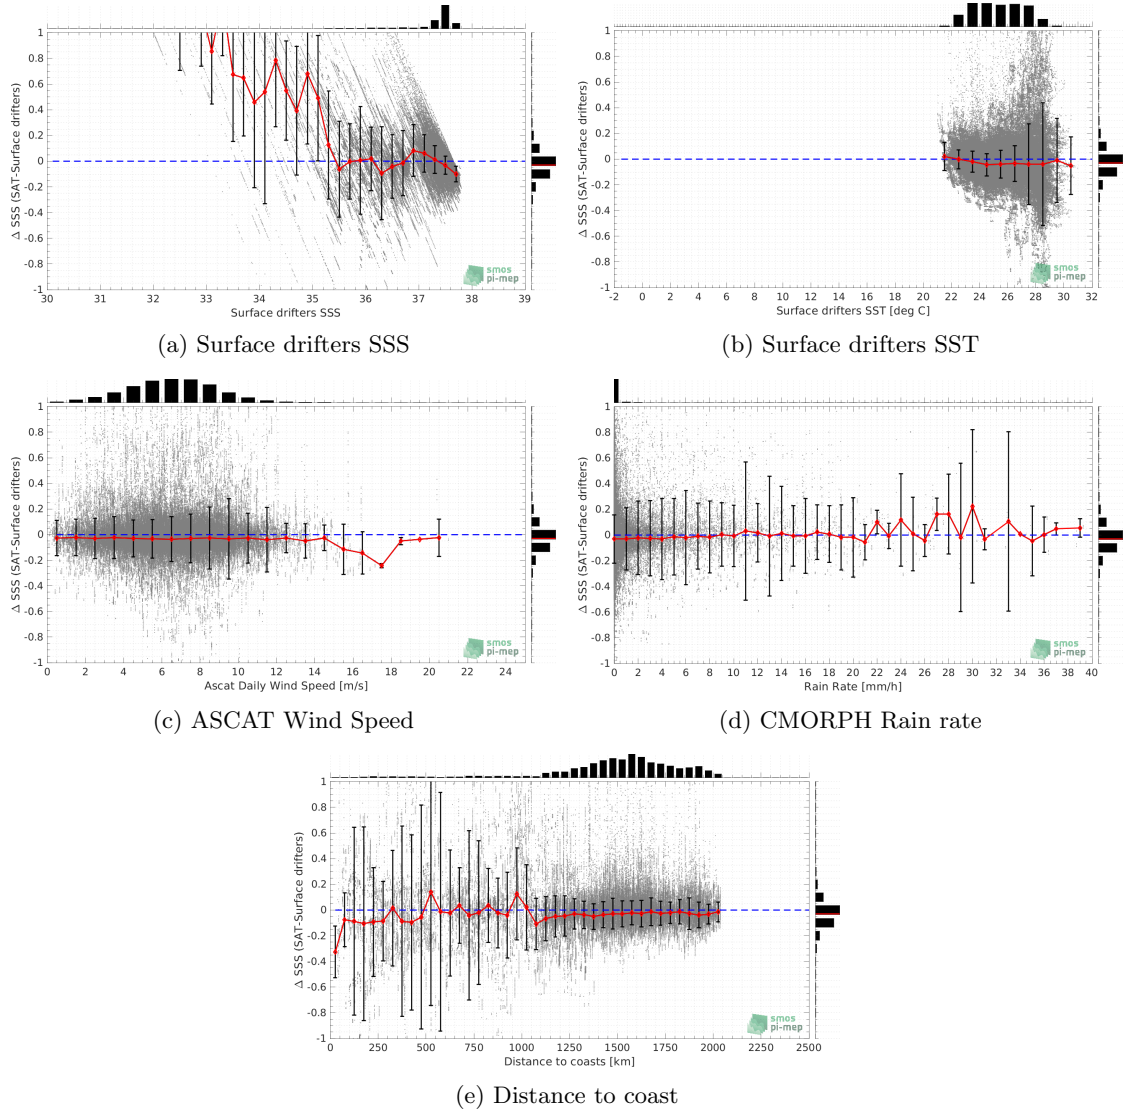 1
0.8
0.6
0.4
0.2
0
-0.2
-0.4
-0.6
-0.8
-1
Δ SSS (SAT-Surface drifters)
30 31 32 33 34 35 36 37 38 39
Surface drifters SSS
smos
pi-mep
(a) Surface drifters SSS
1
0.8
0.6
0.4
0.2
0
-0.2
-0.4
-0.6
-0.8
-1
Δ SSS (SAT-Surface drifters)
-2 0 2 4 6 8 10 12 14 16 18 20 22 24 26 28 30 32
Surface drifters SST [deg C]
smos
pi-mep
(b) Surface drifters SST
1
0.8
0.6
0.4
0.2
0
-0.2
-0.4
-0.6
-0.8
-1
Δ SSS (SAT-Surface drifters)
0 2 4 6 8 10 12 14 16 18 20 22 24
Ascat Daily Wind Speed [m/s]
smos
pi-mep
(c) ASCAT Wind Speed
1
0.8
0.6
0.4
0.2
0
-0.2
-0.4
-0.6
-0.8
-1
Δ SSS (SAT-Surface drifters)
0 2 4 6 8 10 12 14 16 18 20 22 24 26 28 30 32 34 36 38 40
Rain Rate [mm/h]
smos
pi-mep
(d) CMORPH Rain rate
1
0.8
0.6
0.4
0.2
0
-0.2
-0.4
-0.6
-0.8
-1
Δ SSS (SAT-Surface drifters)
0 250 500 750 1000 1250 1500 1750 2000 2250 2500
Distance to coasts [km]
smos
pi-mep
(e) Distance to coast